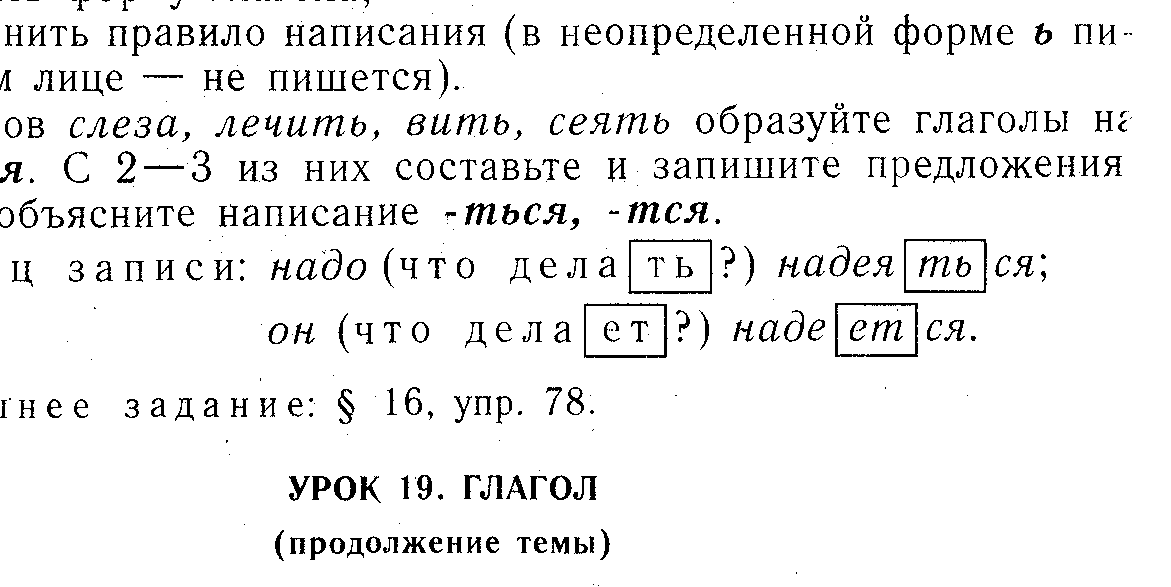 нить правило написания (в неопределенной форме ь пи-
м лице — не пишется).
ов слеза, лечить, вить, сеять образуйте глаголы на
я. С 2—3 из них составьте и запишите предложения
объясните написание -ться, -тся.
ц записи: надо (что делать?) надеяться;
он (что делает?) надеется.
нее задание: § 16, упр. 78.
УРОК 19. ГЛАГОЛ
(продолжение темы)